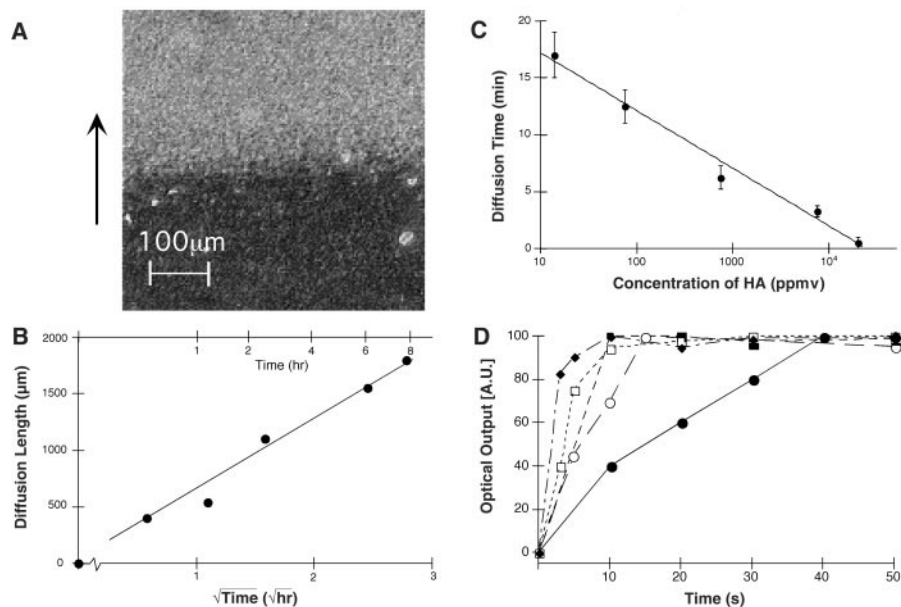 A
100μm
B
2000
1500
1000
500
0
Diffusion Length (μm)
1 2 4 6 8
Time (hr)
1 2 3
√Time (√hr)
C
20
15
10
5
0
Diffusion Time (min)
10 100 1000 10⁴
Concentration of HA (ppmv)
D
100
80
60
40
20
0
Optical Output [A.U.]
10 20 30 40 50
Time (s)